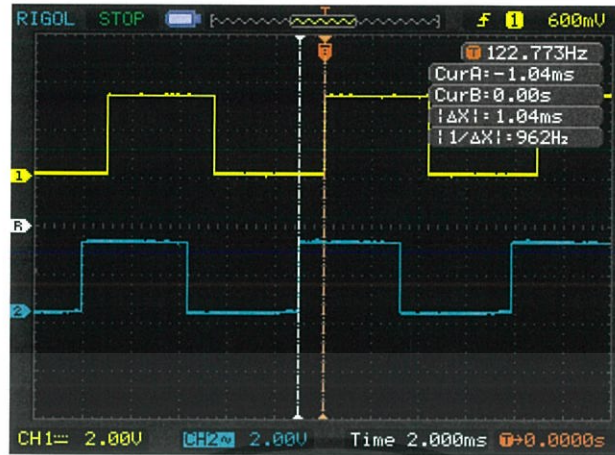 RIGOL STOP T 1 600mV
T 122.773Hz
CurA=-1.04ms
CurB=0.00s
|ΔX|=1.04ms
|1/ΔX|=962Hz
1
R
2
CH1⎓ 2.00V CH2~ 2.00V Time 2.000ms T→0.0000s